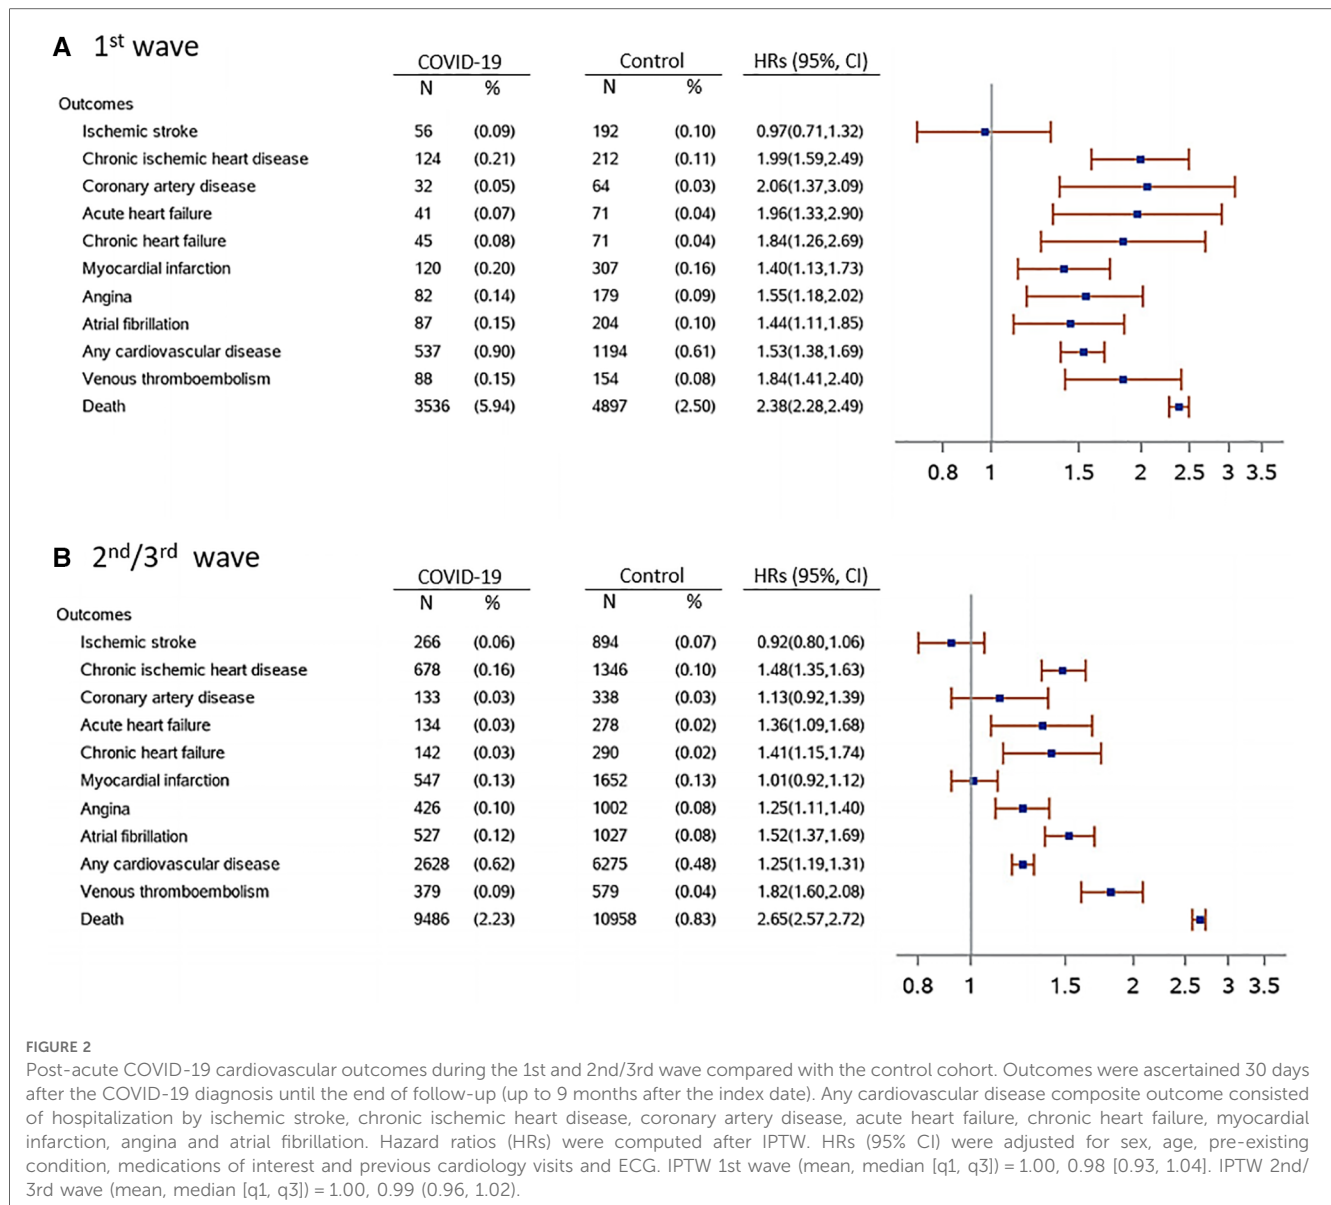 A 1st wave
COVID-19 Control HRs (95%, CI)
N % N %
Outcomes
Ischemic stroke 56 (0.09) 192 (0.10) 0.97(0.71,1.32)
Chronic ischemic heart disease 124 (0.21) 212 (0.11) 1.99(1.59,2.49)
Coronary artery disease 32 (0.05) 64 (0.03) 2.06(1.37,3.09)
Acute heart failure 41 (0.07) 71 (0.04) 1.96(1.33,2.90)
Chronic heart failure 45 (0.08) 71 (0.04) 1.84(1.26,2.69)
Myocardial infarction 120 (0.20) 307 (0.16) 1.40(1.13,1.73)
Angina 82 (0.14) 179 (0.09) 1.55(1.18,2.02)
Atrial fibrillation 87 (0.15) 204 (0.10) 1.44(1.11,1.85)
Any cardiovascular disease 537 (0.90) 1194 (0.61) 1.53(1.38,1.69)
Venous thromboembolism 88 (0.15) 154 (0.08) 1.84(1.41,2.40)
Death 3536 (5.94) 4897 (2.50) 2.38(2.28,2.49)
0.8 1 1.5 2 2.5 3 3.5
B 2nd/3rd wave
COVID-19 Control HRs (95%, CI)
N % N %
Outcomes
Ischemic stroke 266 (0.06) 894 (0.07) 0.92(0.80,1.06)
Chronic ischemic heart disease 678 (0.16) 1346 (0.10) 1.48(1.35,1.63)
Coronary artery disease 133 (0.03) 338 (0.03) 1.13(0.92,1.39)
Acute heart failure 134 (0.03) 278 (0.02) 1.36(1.09,1.68)
Chronic heart failure 142 (0.03) 290 (0.02) 1.41(1.15,1.74)
Myocardial infarction 547 (0.13) 1652 (0.13) 1.01(0.92,1.12)
Angina 426 (0.10) 1002 (0.08) 1.25(1.11,1.40)
Atrial fibrillation 527 (0.12) 1027 (0.08) 1.52(1.37,1.69)
Any cardiovascular disease 2628 (0.62) 6275 (0.48) 1.25(1.19,1.31)
Venous thromboembolism 379 (0.09) 579 (0.04) 1.82(1.60,2.08)
Death 9486 (2.23) 10958 (0.83) 2.65(2.57,2.72)
0.8 1 1.5 2 2.5 3 3.5
FIGURE 2
Post-acute COVID-19 cardiovascular outcomes during the 1st and 2nd/3rd wave compared with the control cohort. Outcomes were ascertained 30 days
after the COVID-19 diagnosis until the end of follow-up (up to 9 months after the index date). Any cardiovascular disease composite outcome consisted
of hospitalization by ischemic stroke, chronic ischemic heart disease, coronary artery disease, acute heart failure, chronic heart failure, myocardial
infarction, angina and atrial fibrillation. Hazard ratios (HRs) were computed after IPTW. HRs (95% CI) were adjusted for sex, age, pre-existing
condition, medications of interest and previous cardiology visits and ECG. IPTW 1st wave (mean, median [q1, q3]) = 1.00, 0.98 [0.93, 1.04]. IPTW 2nd/
3rd wave (mean, median [q1, q3]) = 1.00, 0.99 (0.96, 1.02).